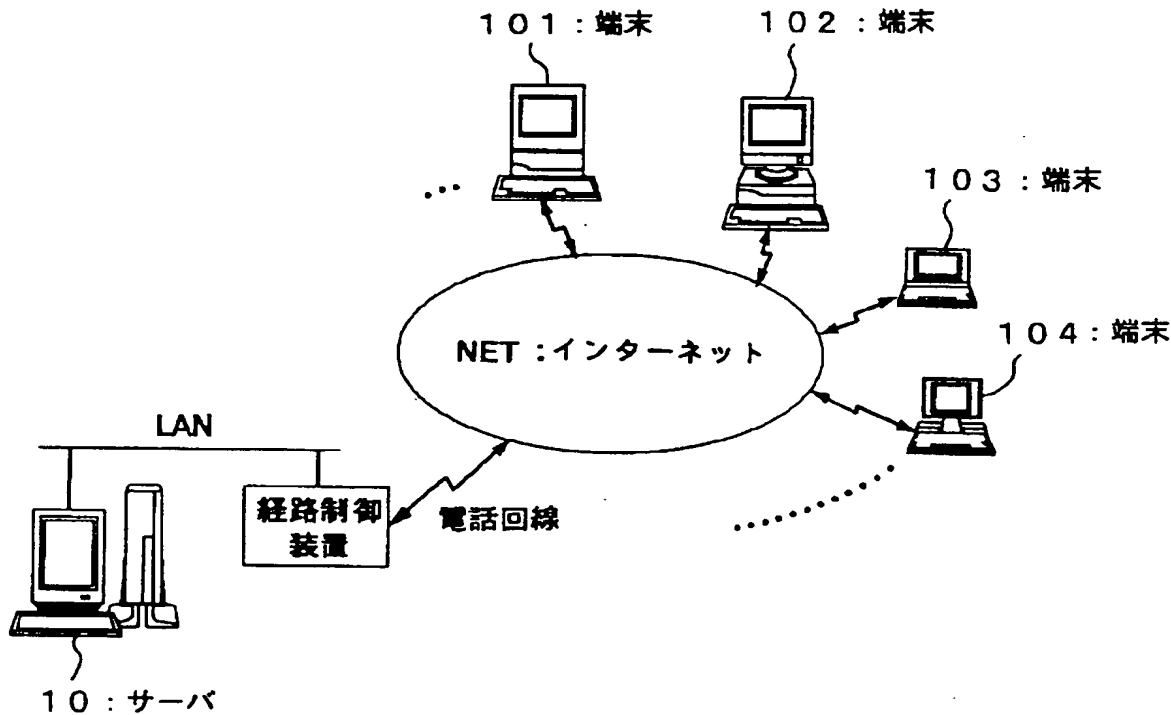 １０１：端末
１０２：端末
１０３：端末
１０４：端末
NET：インターネット
LAN
経路制御
装置
電話回線
１０：サーバ